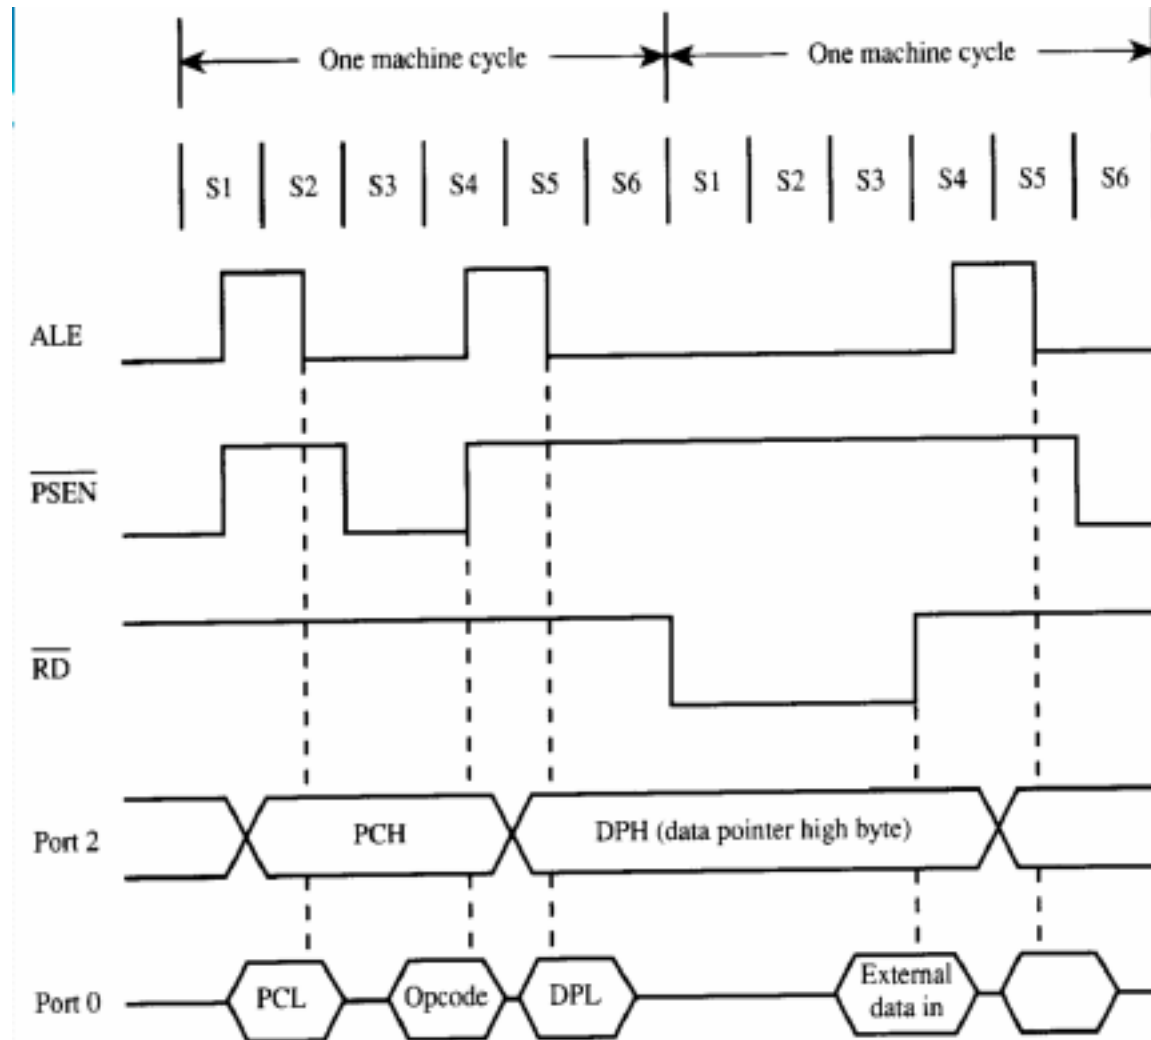 One machine cycle One machine cycle
S1 S2 S3 S4 S5 S6 S1 S2 S3 S4 S5 S6
ALE
PSEN
RD
Port 2 PCH DPH (data pointer high byte)
Port 0 PCL Opcode DPL External
data in